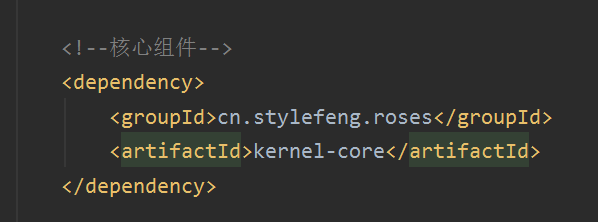 <!--核心组件-->
<dependency>
<groupId>cn.stylefeng.roses</groupId>
<artifactId>kernel-core</artifactId>
</dependency>